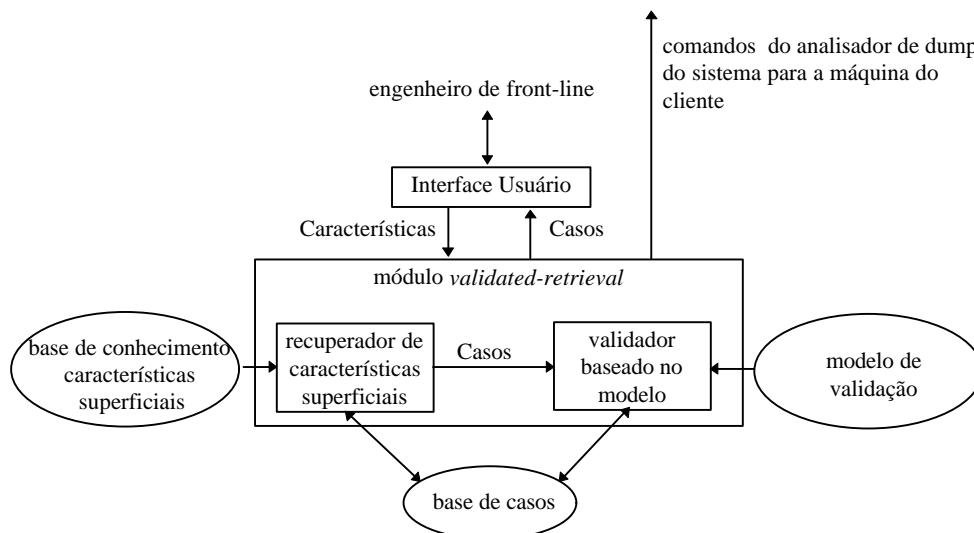 comandos do analisador de dump
do sistema para a máquina do
cliente
engenheiro de front-line
Interface Usuário
Características
Casos
módulo validated-retrieval
base de conhecimento
características
superficiais
recuperador de
características
superficiais
Casos
validador
baseado no
modelo
modelo de
validação
base de casos